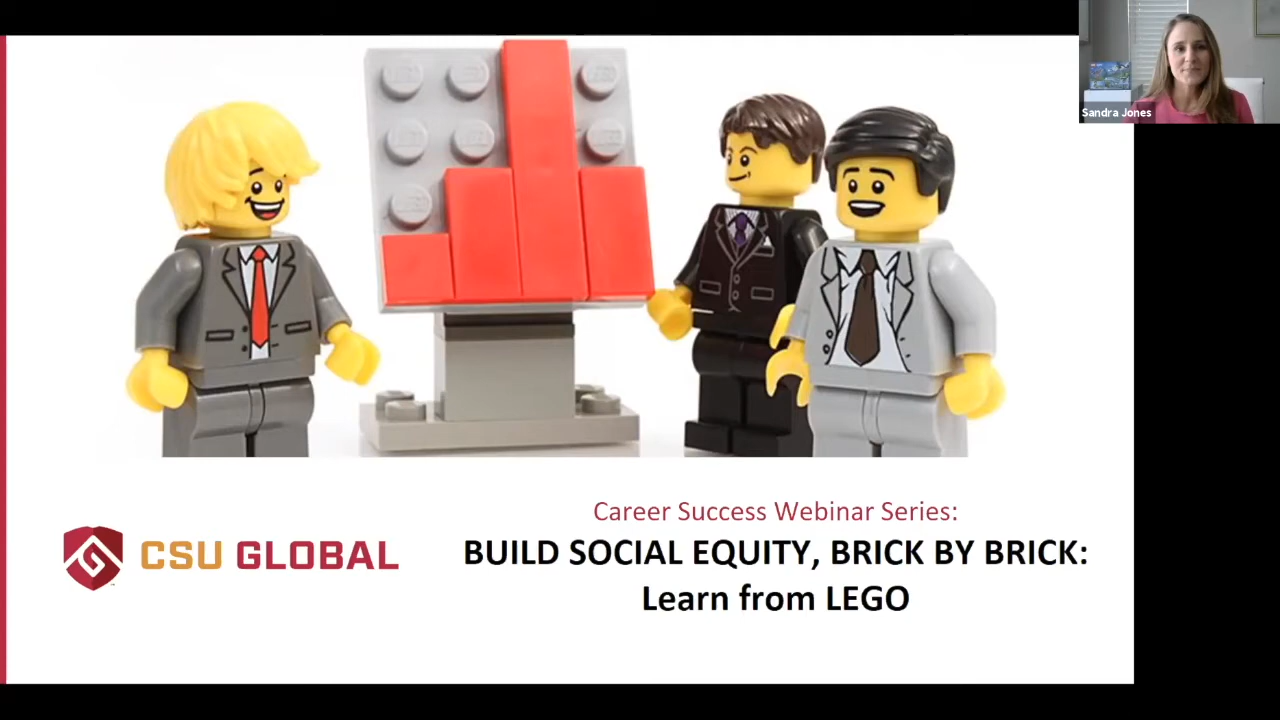 Sandra Jones
CSU GLOBAL
Career Success Webinar Series:
BUILD SOCIAL EQUITY, BRICK BY BRICK:
Learn from LEGO